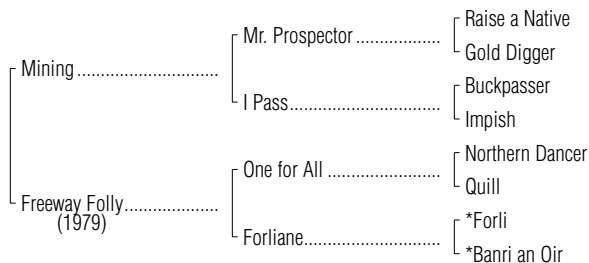 Raise a Native
Mr. Prospector ..................
Gold Digger
Mining ..............................
Buckpasser
I Pass................................
Impish
Northern Dancer
One for All ........................
Quill
Freeway Folly....................
(1979)
*Forli
Forliane.............................
*Banri an Oir